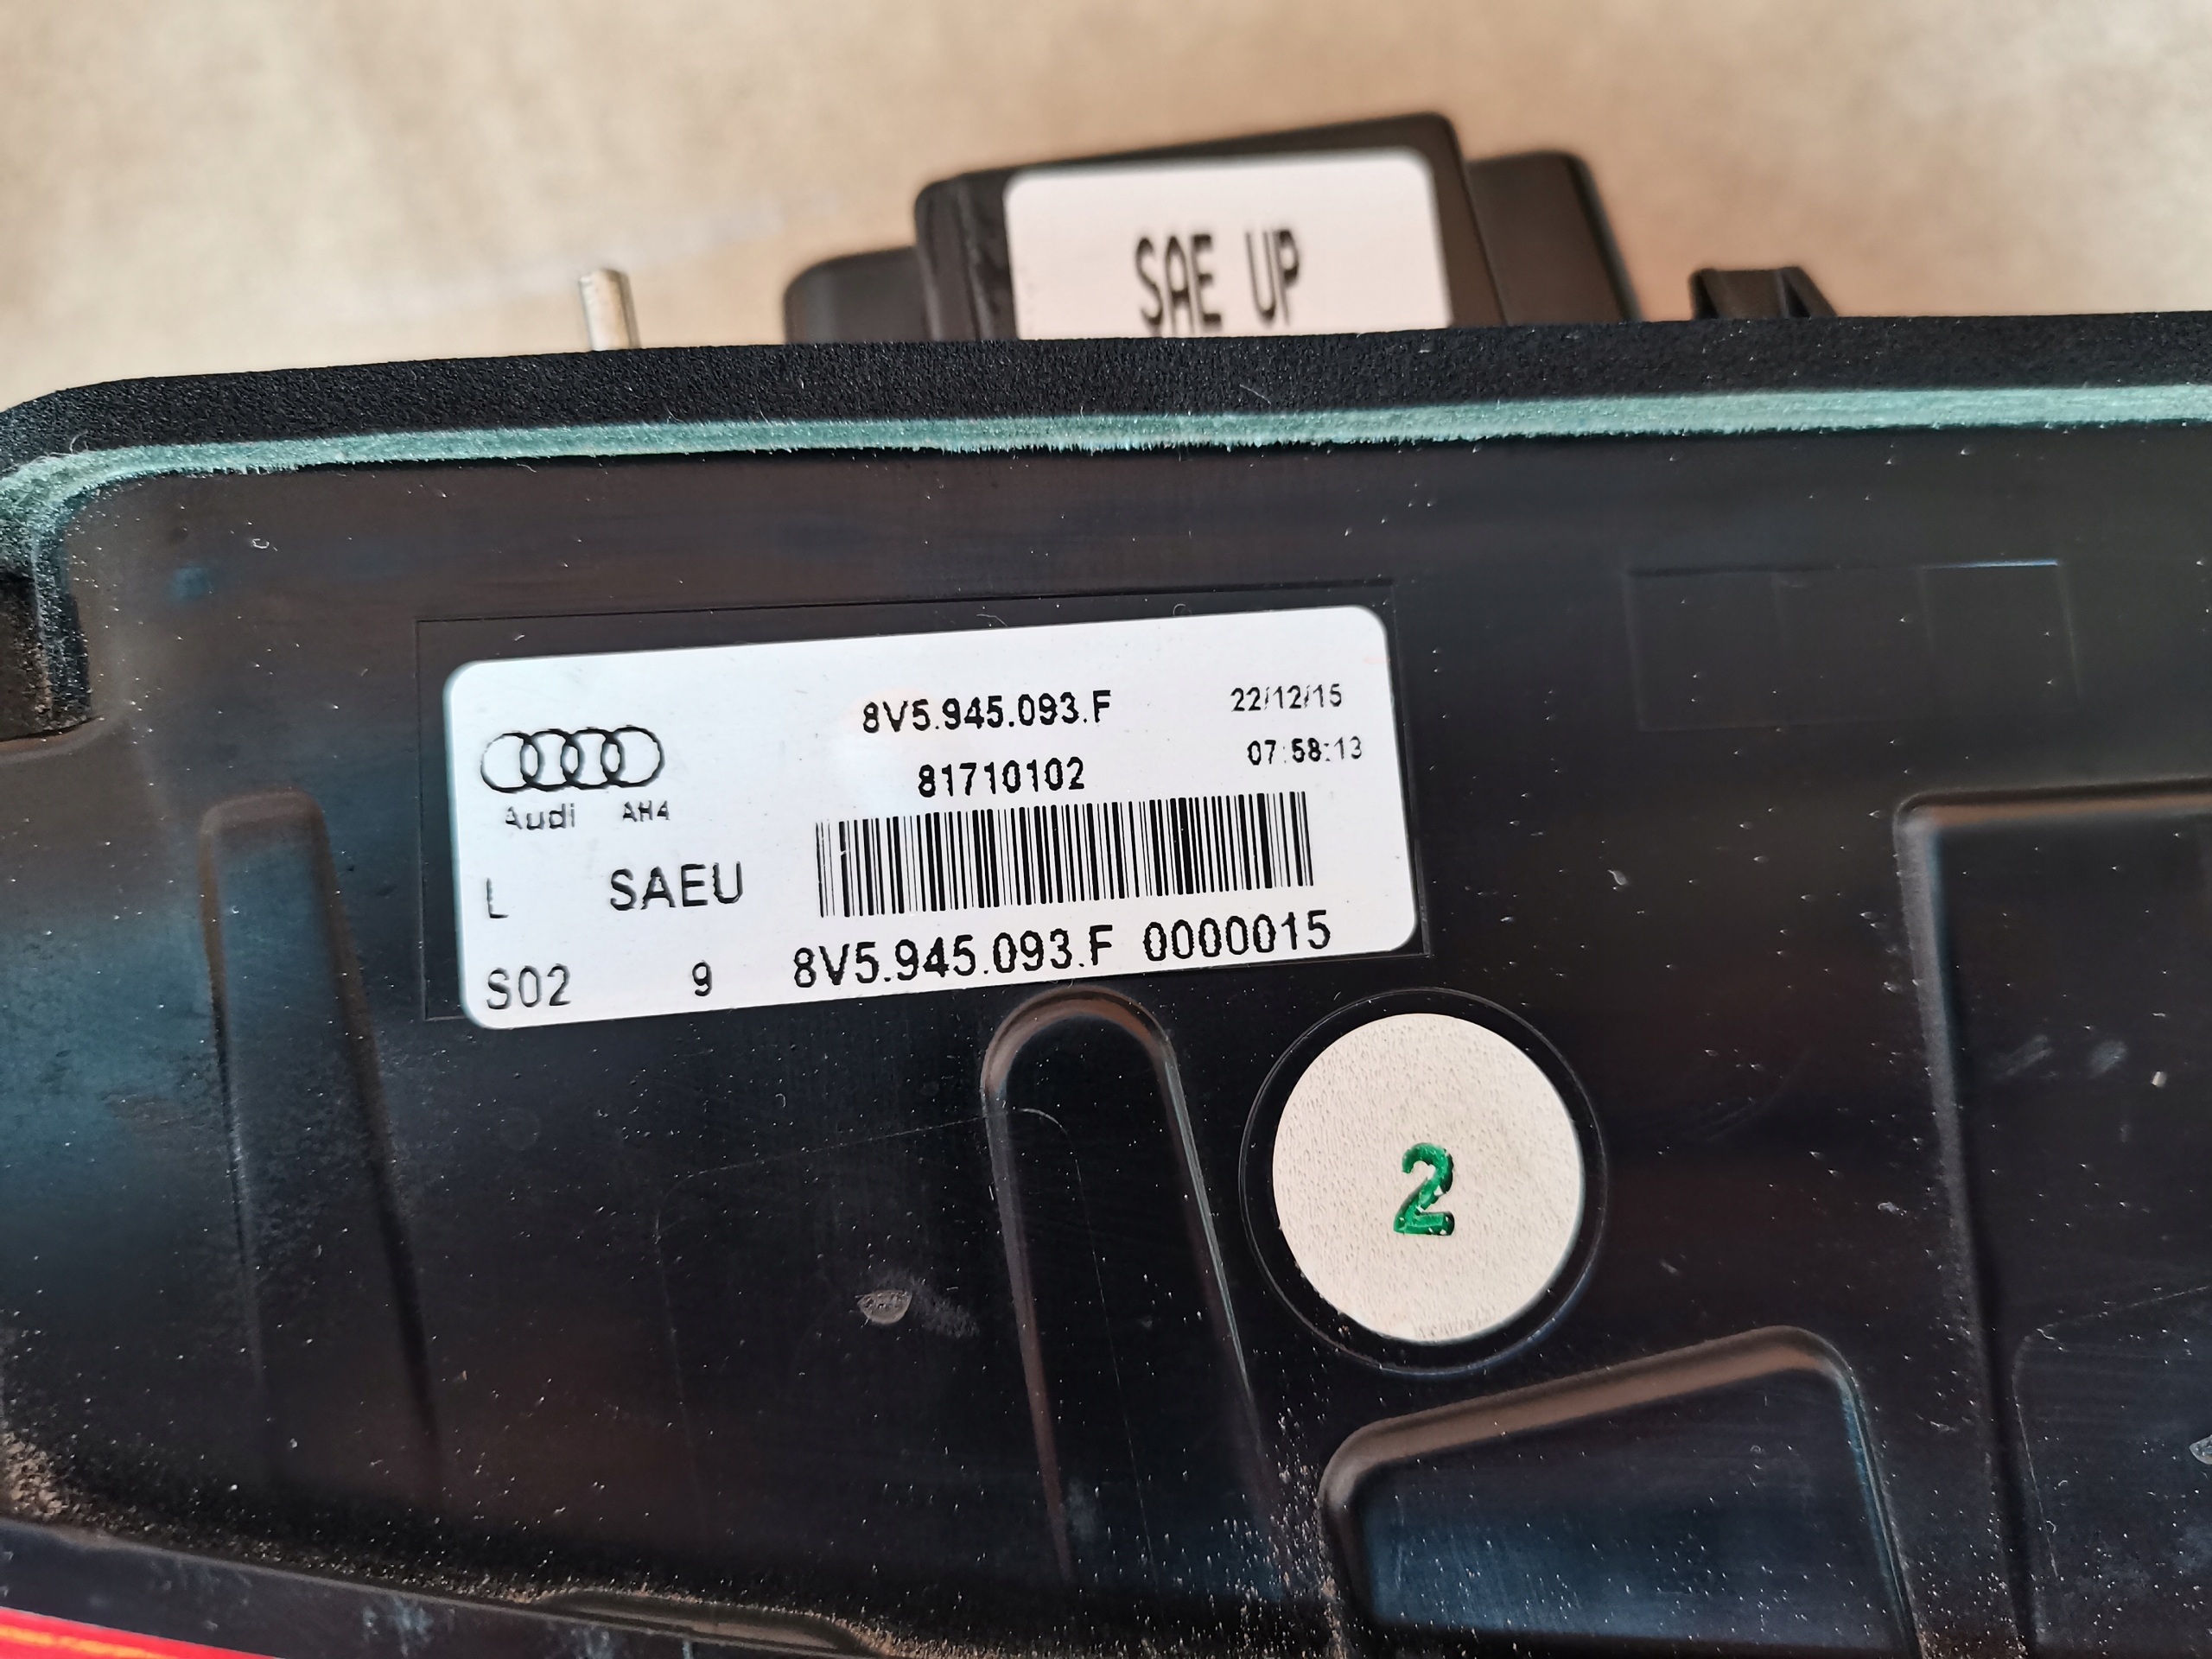 SAE UP
8V5.945.093.F 22/12/15
81710102 07:58:13
Audi AH4
L SAEU
S02 9 8V5.945.093.F 0000015
2